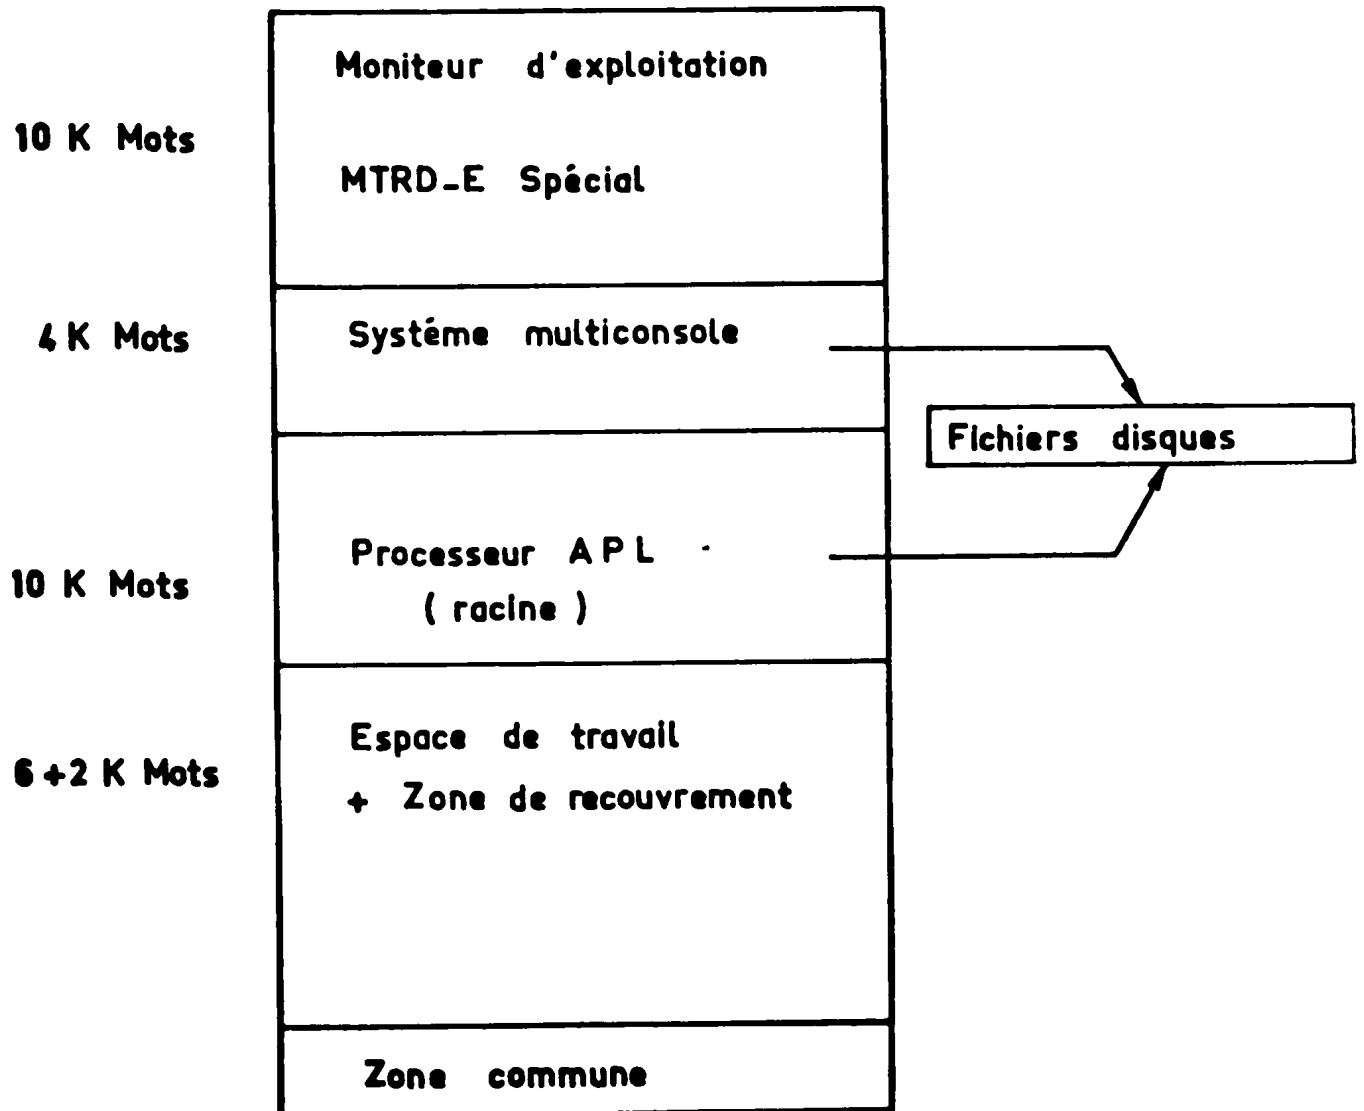 Moniteur d'exploitation
10 K Mots
MTRD-E Spécial
4 K Mots
Systéme multiconsole
Fichiers disques
Processeur APL
10 K Mots
( racine )
Espace de travail
6+2 K Mots
+ Zone de recouvrement
Zone commune